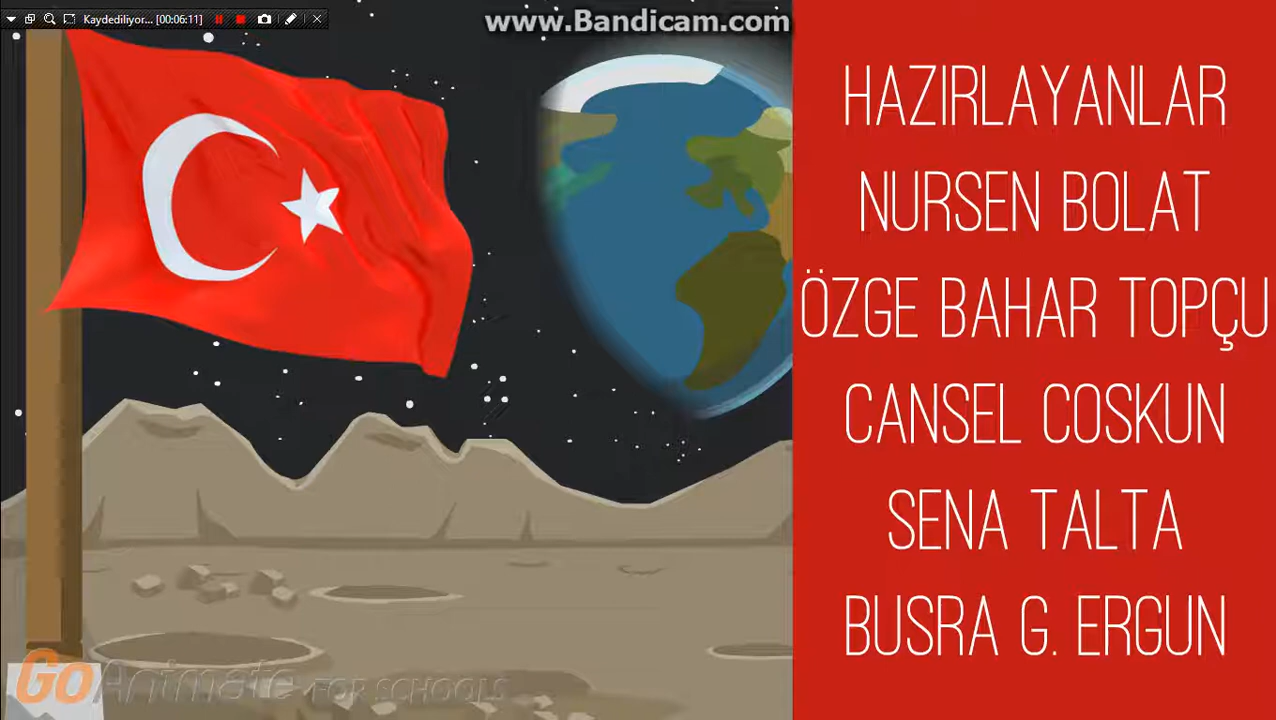 Kaydediliyor... [00:06:11]
www.Bandicam.com
HAZIRLAYANLAR
NURSEN BOLAT
ÖZGE BAHAR TOPÇU
CANSEL COSKUN
SENA TALTA
BUSRA G. ERGUN
GoAnimate FOR SCHOOLS